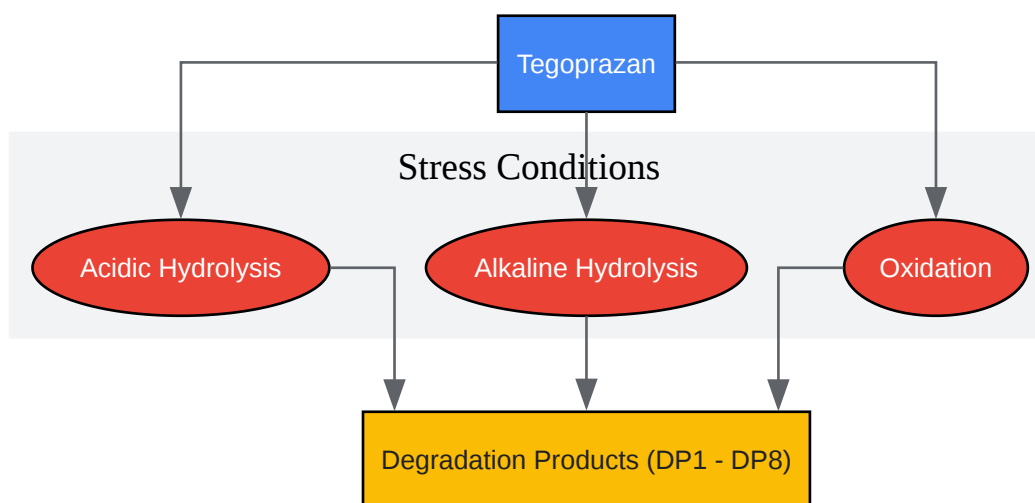 Tegoprazan
Stress Conditions
Acidic Hydrolysis
Alkaline Hydrolysis
Oxidation
Degradation Products (DP1 - DP8)